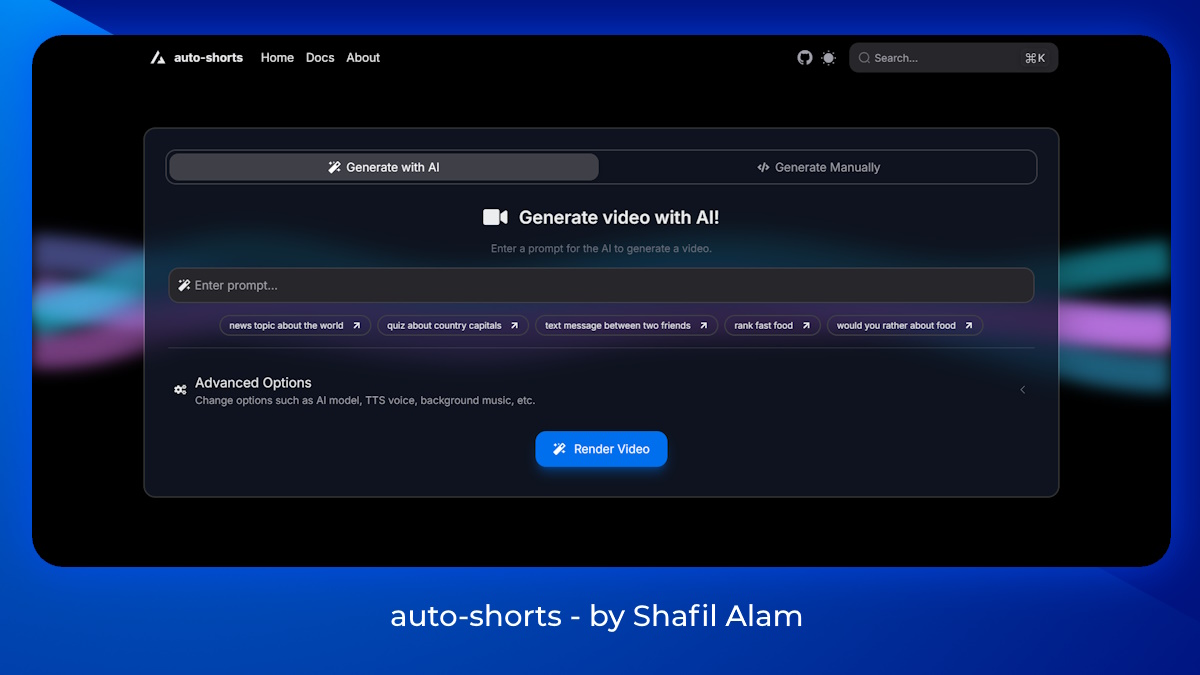 auto-shorts Home Docs About Search... ⌘K
Generate with AI Generate Manually
Generate video with AI!
Enter a prompt for the AI to generate a video.
Enter prompt...
news topic about the world quiz about country capitals text message between two friends rank fast food would you rather about food
Advanced Options
Change options such as AI model, TTS voice, background music, etc.
Render Video
auto-shorts - by Shafil Alam